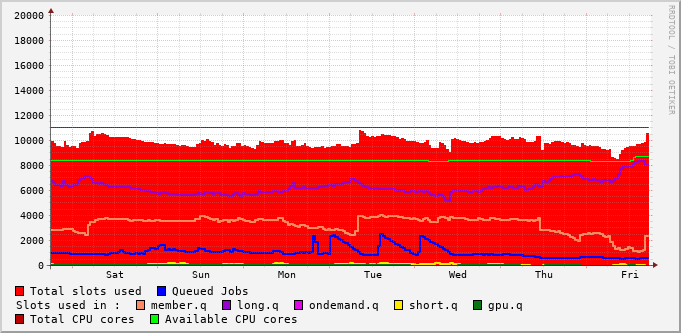 20000
18000
16000
14000
12000
10000
8000
6000
4000
2000
0
Sat Sun Mon Tue Wed Thu Fri
RRDTOOL / TOBI OETIKER
Total slots used Queued Jobs
Slots used in : member.q long.q ondemand.q short.q gpu.q
Total CPU cores Available CPU cores